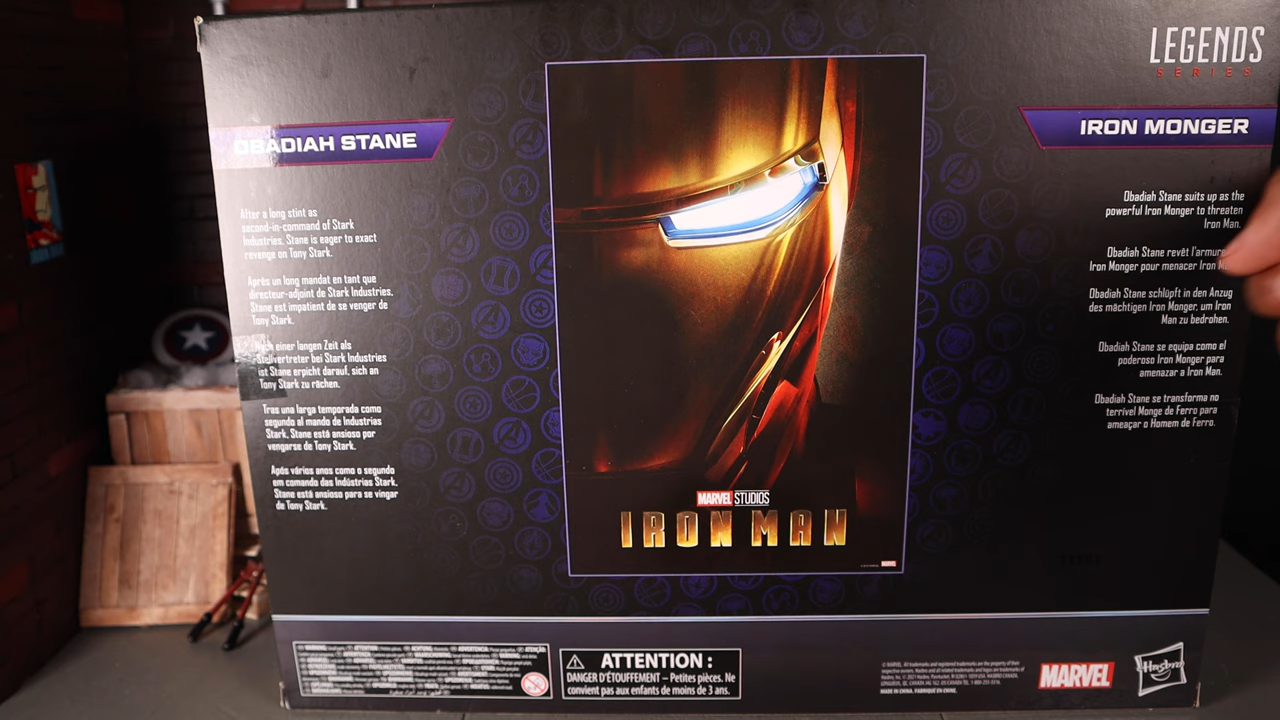 LEGENDS
SERIES
OBADIAH STANE
After a long stint as
second-in-command of Stark
Industries, Stane is eager to exact
revenge on Tony Stark.
Après un long mandat en tant que
directeur-adjoint de Stark Industries,
Stane est impatient de se venger de
Tony Stark.
Nach einer langen Zeit als
Stellvertreter bei Stark Industries
ist Stane erpicht darauf, sich an
Tony Stark zu rächen.
Tras una larga temporada como
segundo al mando de Industrias
Stark, Stane está ansioso por
vengarse de Tony Stark.
Após vários anos como o segundo
em comando das Indústrias Stark,
Stane está ansioso para se vingar
de Tony Stark.
MARVEL STUDIOS
IRON MAN
MARVEL
IRON MONGER
Obadiah Stane suits up as the
powerful Iron Monger to threaten
Iron Man.
Obadiah Stane revêt l'armure
Iron Monger pour menacer Iron
Obadiah Stane schlüpft in den Anzug
des mächtigen Iron Monger, um Iron
Man zu bedrohen.
Obadiah Stane se equipa como el
poderoso Iron Monger para
amenazar a Iron Man.
Obadiah Stane se transforma no
terrível Monge de Ferro para
ameaçar o Homem de Ferro.
ATTENTION :
DANGER D'ÉTOUFFEMENT – Petites pièces. Ne
convient pas aux enfants de moins de 3 ans.
MADE IN CHINA. FABRIQUÉ EN CHINE.
MARVEL
Hasbro